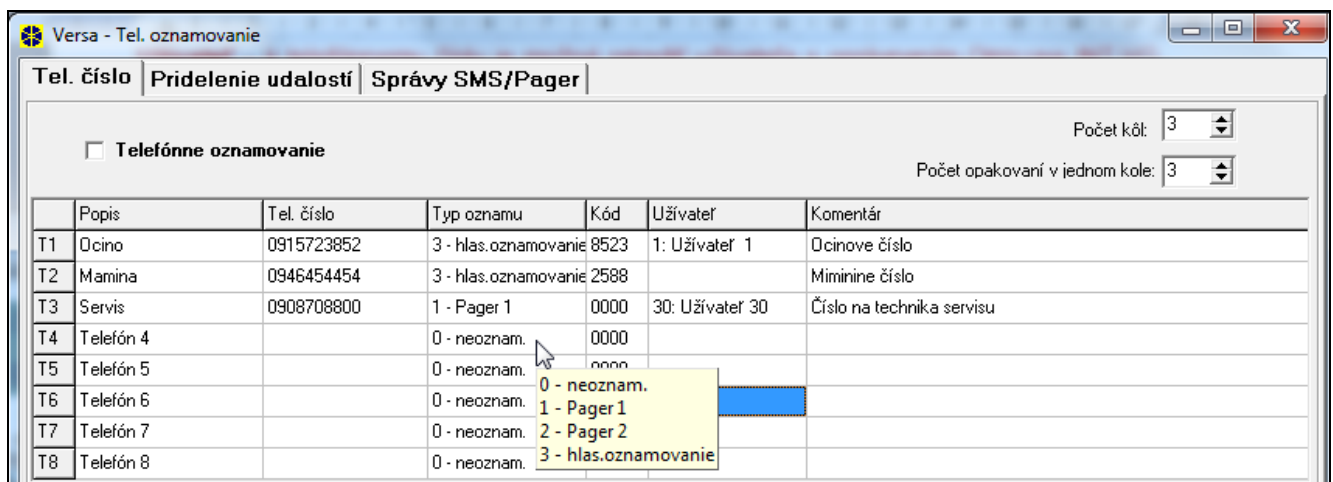 Versa - Tel. oznamovanie
Tel. číslo Pridelenie udalostí Správy SMS/Pager
Počet kôl: 3
Telefónne oznamovanie
Počet opakovaní v jednom kole: 3
Popis Tel. číslo Typ oznamu Kód Užívateľ Komentár
T1 Ocino 0915723852 3 - hlas.oznamovanie 8523 1: Užívateľ 1 Ocinove číslo
T2 Mamina 0946454454 3 - hlas.oznamovanie 2588 Miminine číslo
T3 Servis 0908708800 1 - Pager 1 0000 30: Užívateľ 30 Číslo na technika servisu
T4 Telefón 4 0 - neoznam. 0000
T5 Telefón 5 0 - neoznam. 0000
T6 Telefón 6 0 - neoznam.
T7 Telefón 7 0 - neoznam.
T8 Telefón 8 0 - neoznam.
0 - neoznam.
1 - Pager 1
2 - Pager 2
3 - hlas.oznamovanie